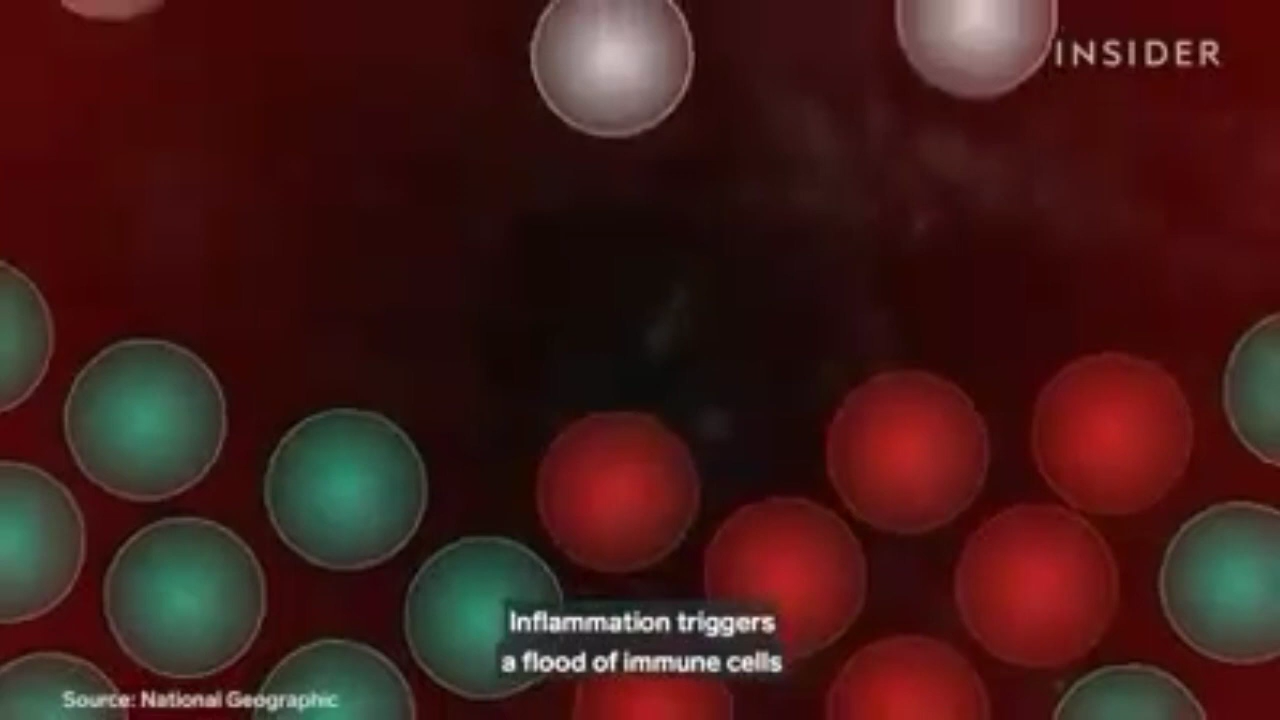 INSIDER
Inflammation triggers
a flood of immune cells
Source: National Geographic